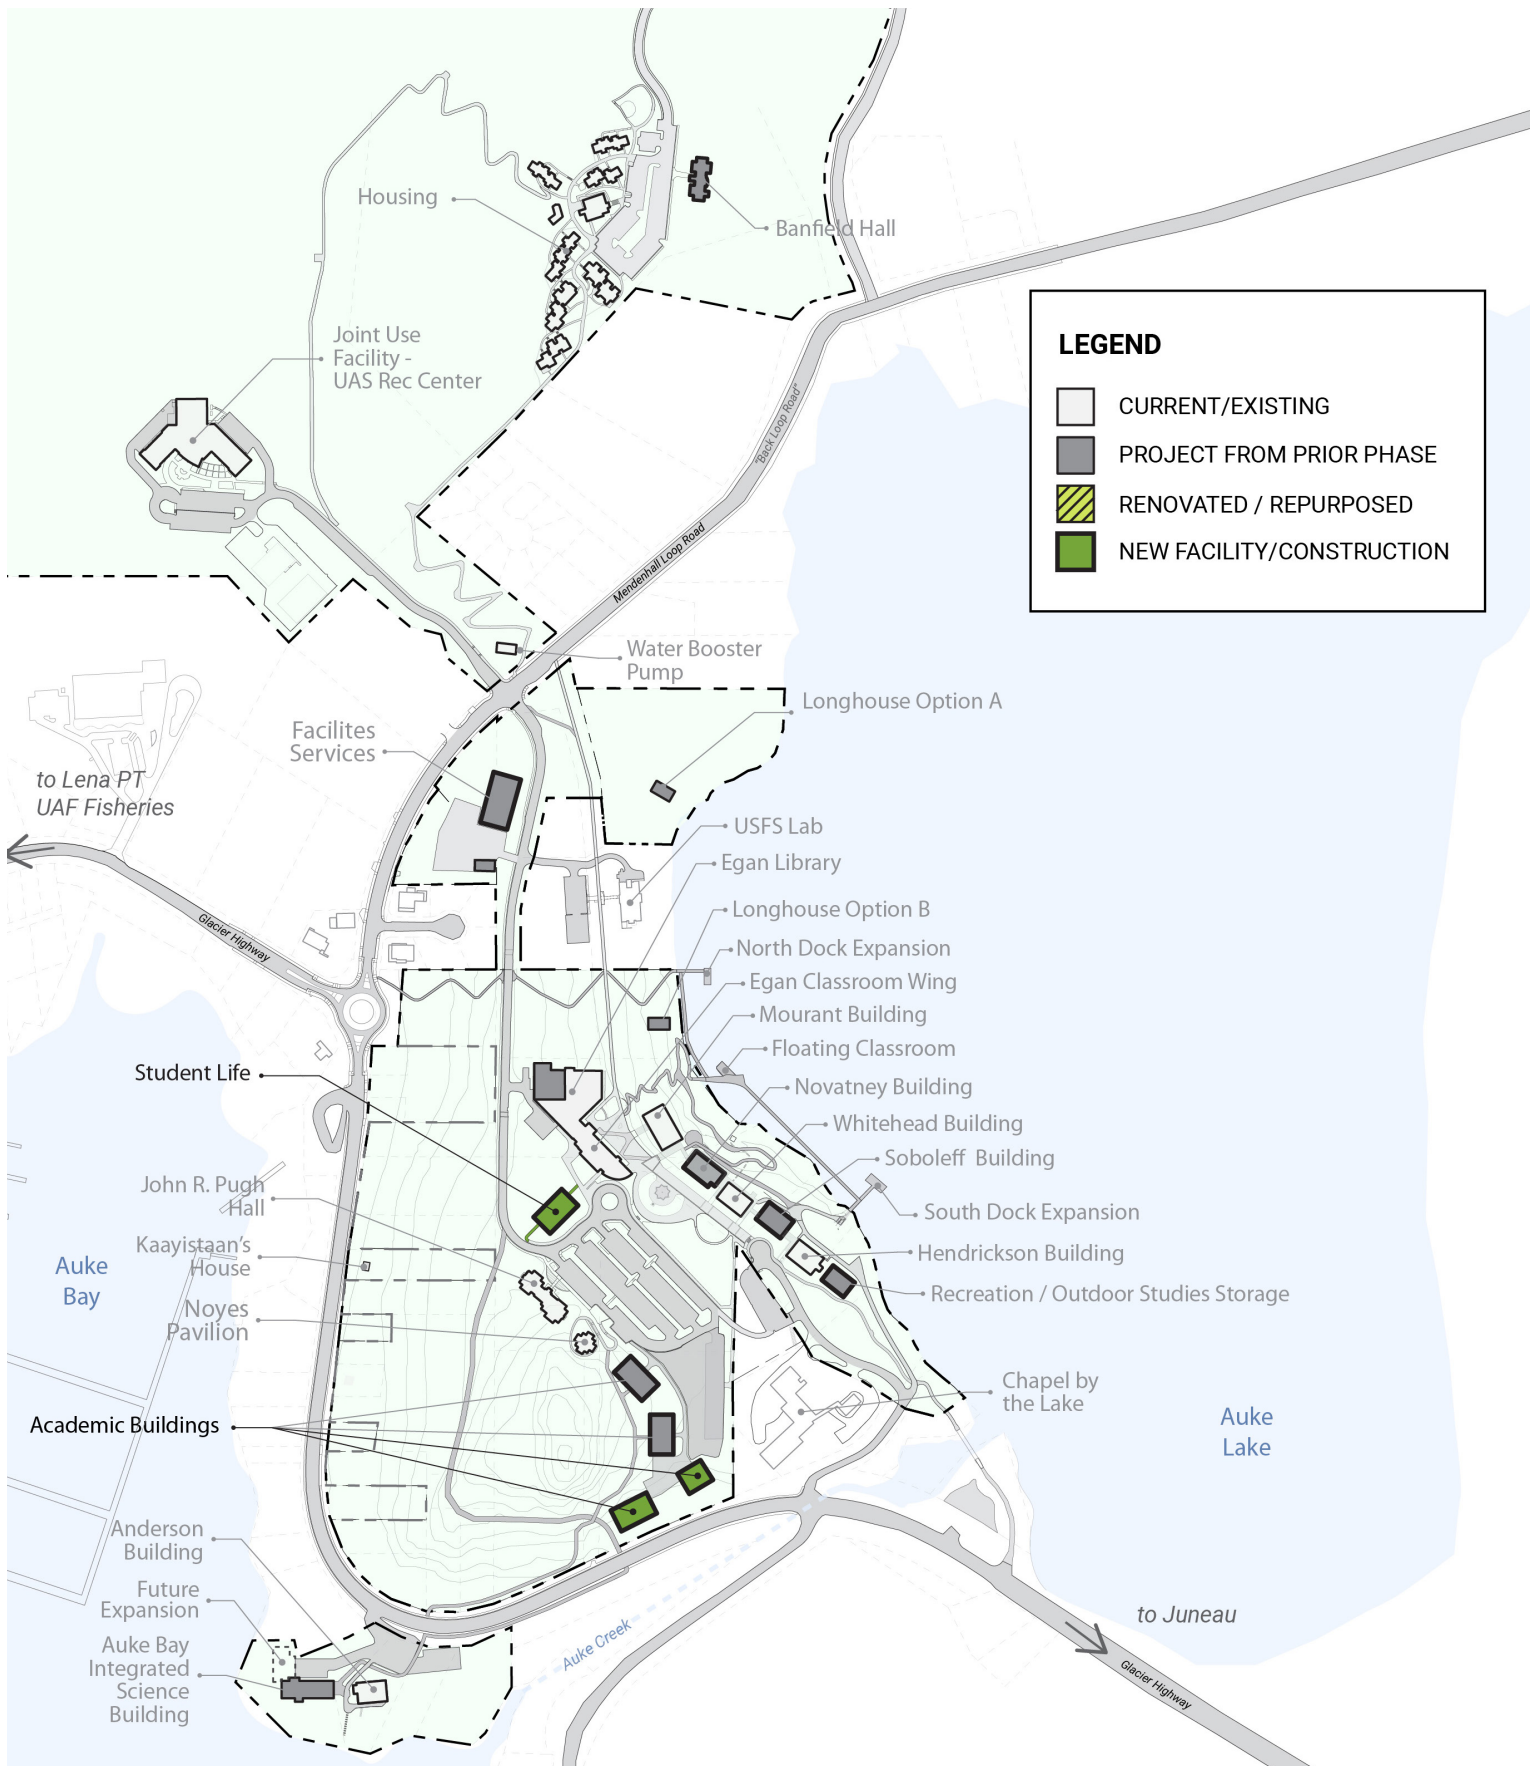 Housing
Banfield Hall
Joint Use
Facility -
UAS Rec Center
LEGEND
CURRENT/EXISTING
PROJECT FROM PRIOR PHASE
RENOVATED / REPURPOSED
NEW FACILITY/CONSTRUCTION
"Back Loop Road"
Mendenhall Loop Road
Water Booster
Pump
Longhouse Option A
Facilites
Services
to Lena PT
UAF Fisheries
USFS Lab
Egan Library
Longhouse Option B
Glacier Highway
North Dock Expansion
Egan Classroom Wing
Mourant Building
Floating Classroom
Student Life
Novatney Building
Whitehead Building
Soboleff Building
John R. Pugh
Hall
South Dock Expansion
Kaayistaan's
House
Hendrickson Building
Auke
Bay
Recreation / Outdoor Studies Storage
Noyes
Pavilion
Chapel by
the Lake
Academic Buildings
Auke
Lake
Anderson
Building
Future
Expansion
to Juneau
Auke Creek
Auke Bay
Integrated
Science
Building
Glacier Highway